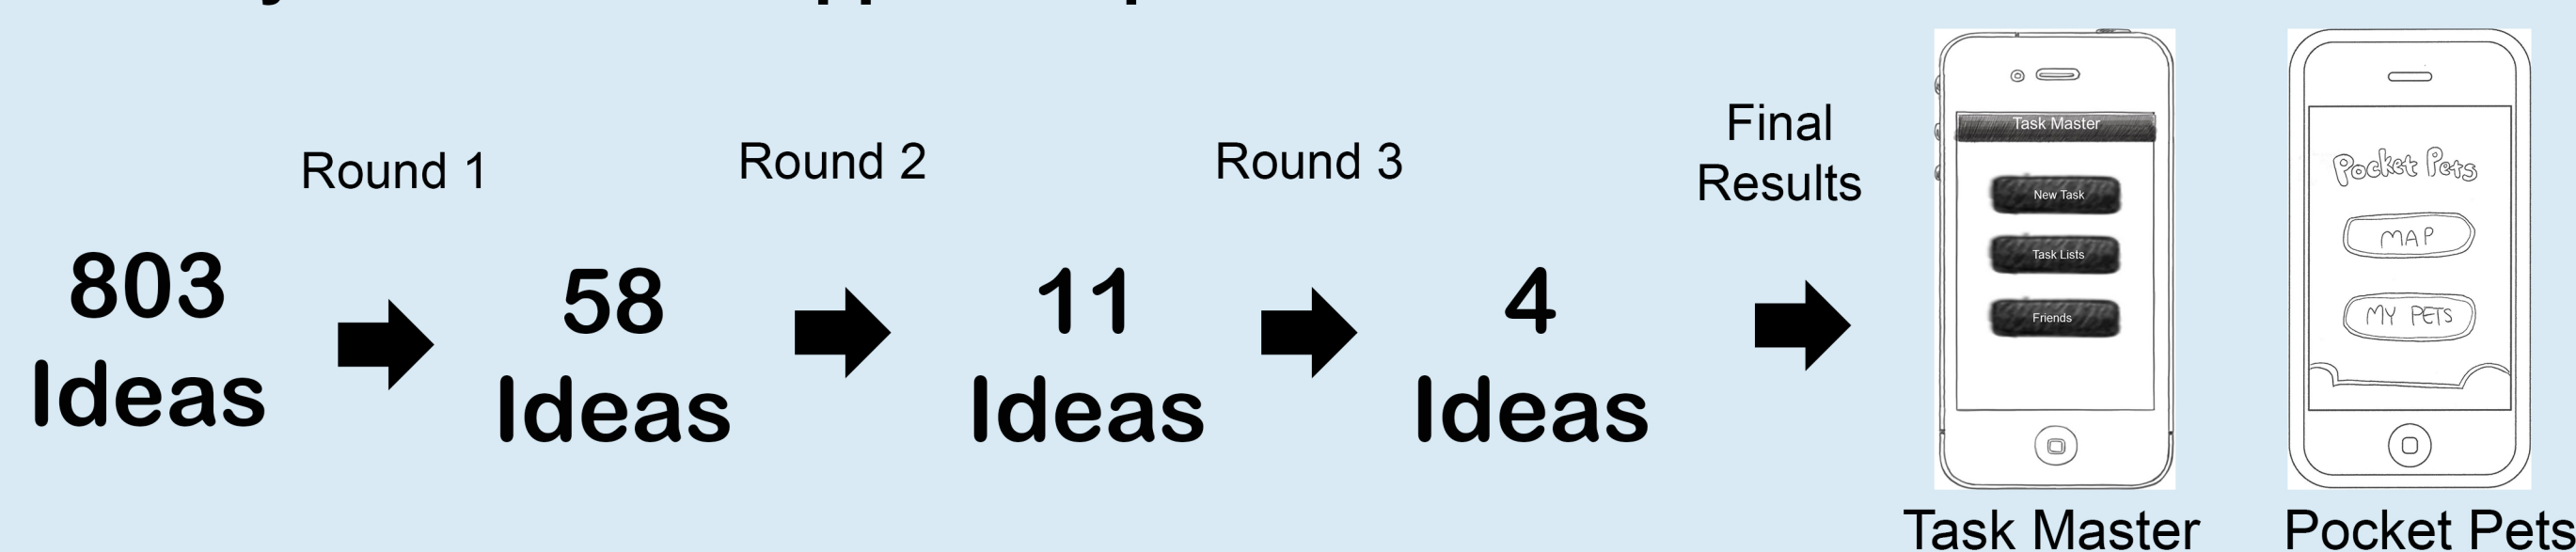 Round 1
Round 2
Round 3
Final
Results
803
Ideas
58
Ideas
11
Ideas
4
Ideas
Task Master
New Task
Task Lists
Friends
Pocket Pets
MAP
MY PETS
Task Master
Pocket Pets